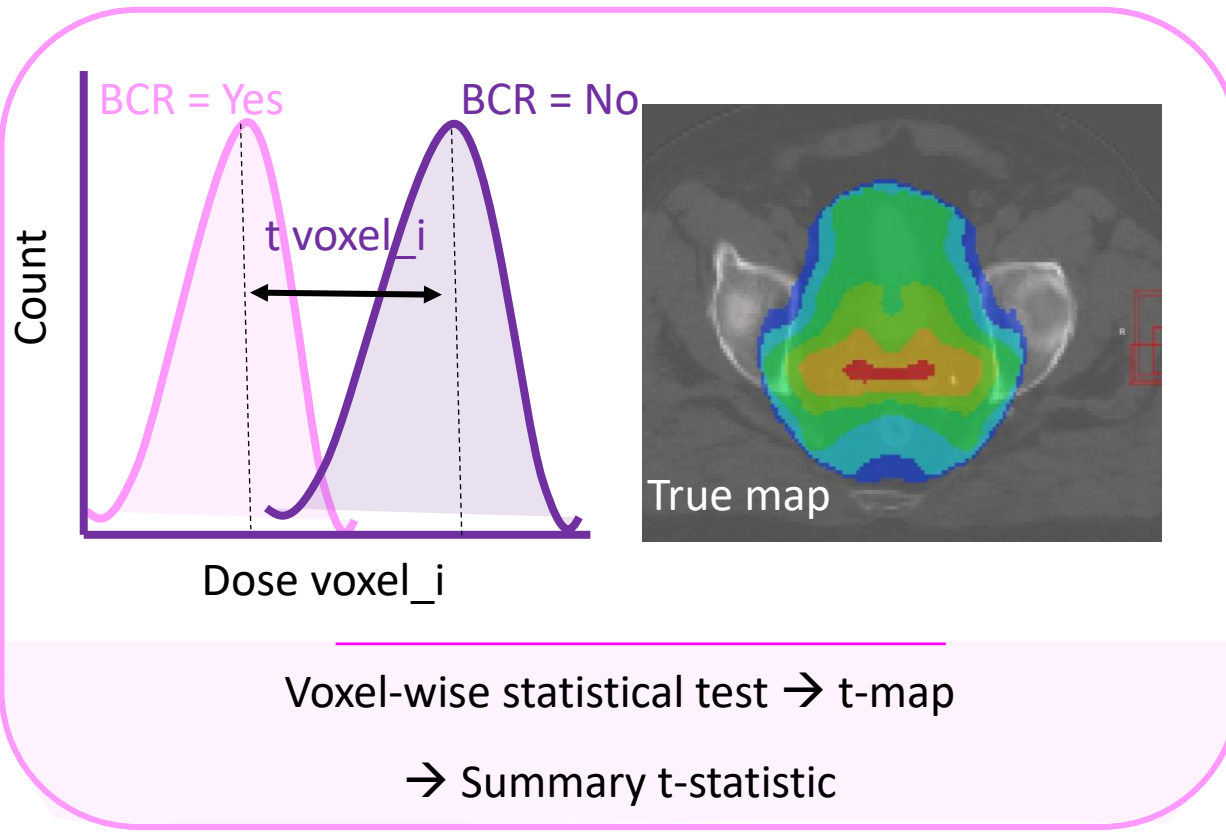 BCR = Yes
BCR = No
t voxel_i
Count
Dose voxel_i
R
True map
Voxel-wise statistical test → t-map
→ Summary t-statistic